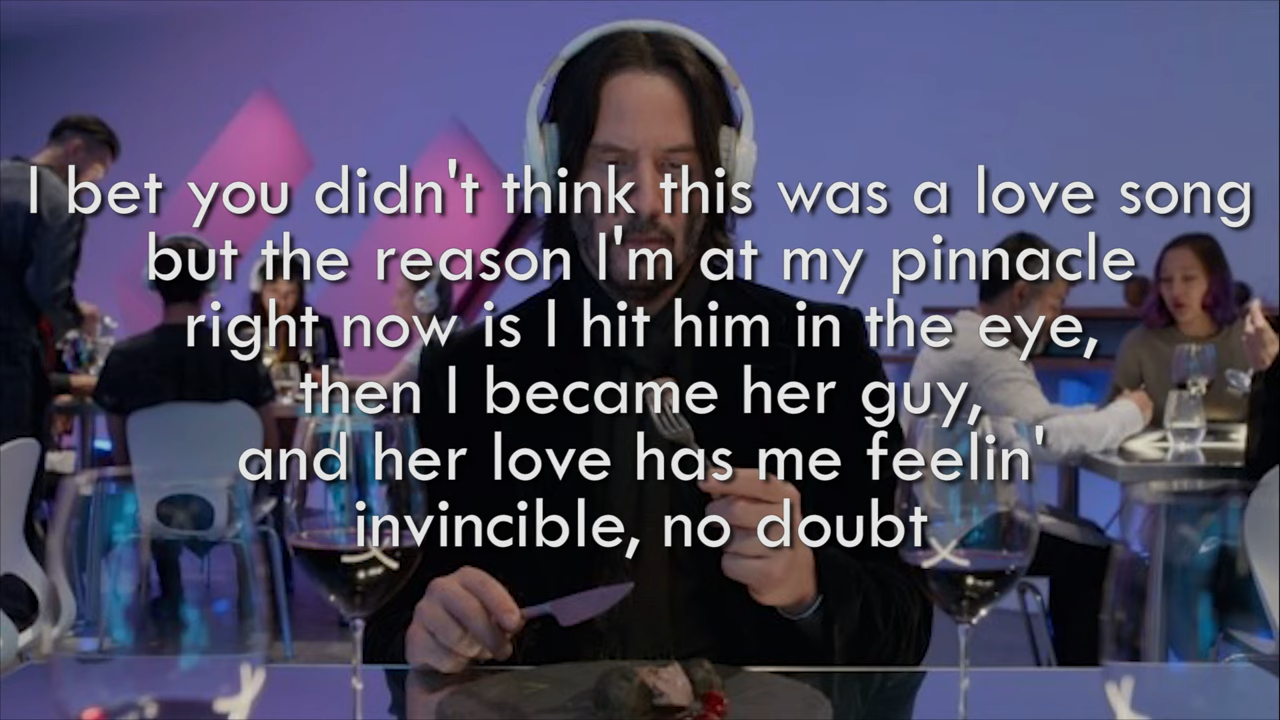 I bet you didn't think this was a love song
but the reason I'm at my pinnacle
right now is I hit him in the eye,
then I became her guy,
and her love has me feelin'
invincible, no doubt